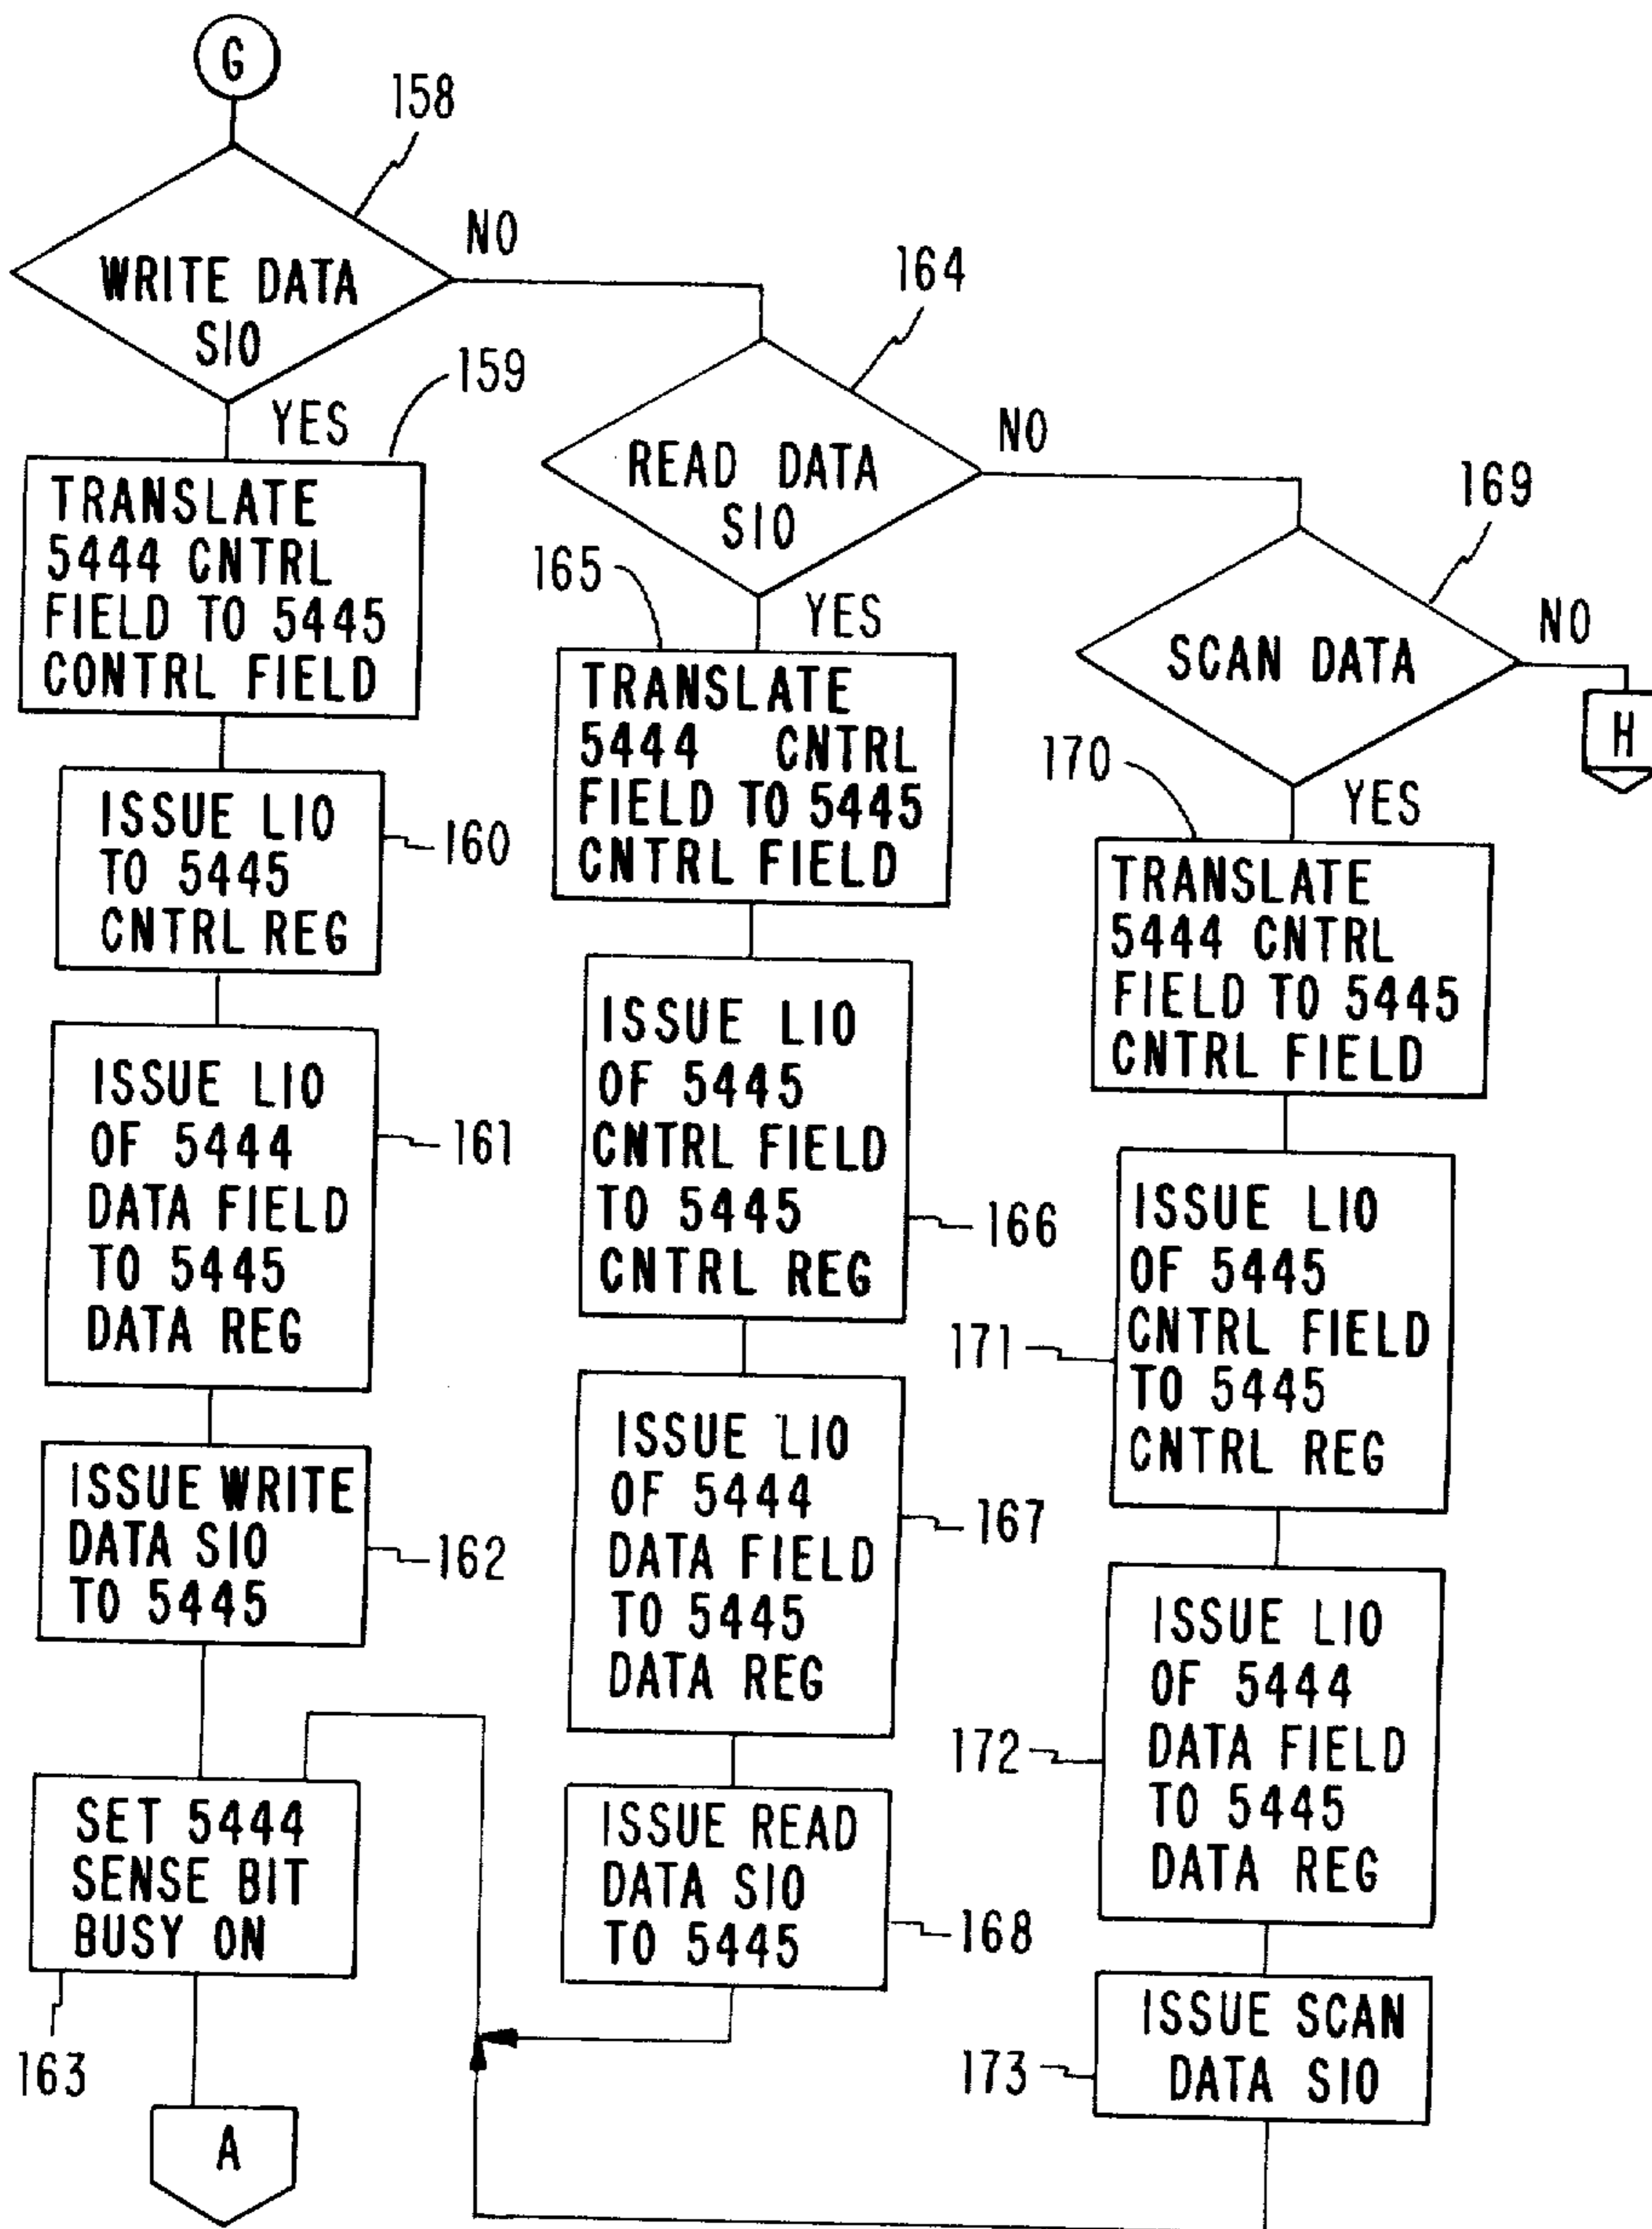 G
158
WRITE DATA
SIO
NO
YES
159
TRANSLATE
5444 CNTRL
FIELD TO 5445
CONTRL FIELD
ISSUE LIO
TO 5445
CNTRL REG
160
ISSUE LIO
OF 5444
DATA FIELD
TO 5445
DATA REG
161
ISSUE WRITE
DATA SIO
TO 5445
162
SET 5444
SENSE BIT
BUSY ON
163
A
164
READ DATA
SIO
NO
YES
165
TRANSLATE
5444 CNTRL
FIELD TO 5445
CNTRL FIELD
ISSUE LIO
OF 5445
CNTRL FIELD
TO 5445
CNTRL REG
166
ISSUE LIO
OF 5444
DATA FIELD
TO 5445
DATA REG
167
ISSUE READ
DATA SIO
TO 5445
168
169
SCAN DATA
NO
H
YES
170
TRANSLATE
5444 CNTRL
FIELD TO 5445
CNTRL FIELD
ISSUE LIO
OF 5445
CNTRL FIELD
TO 5445
CNTRL REG
171
ISSUE LIO
OF 5444
DATA FIELD
TO 5445
DATA REG
172
ISSUE SCAN
DATA SIO
173